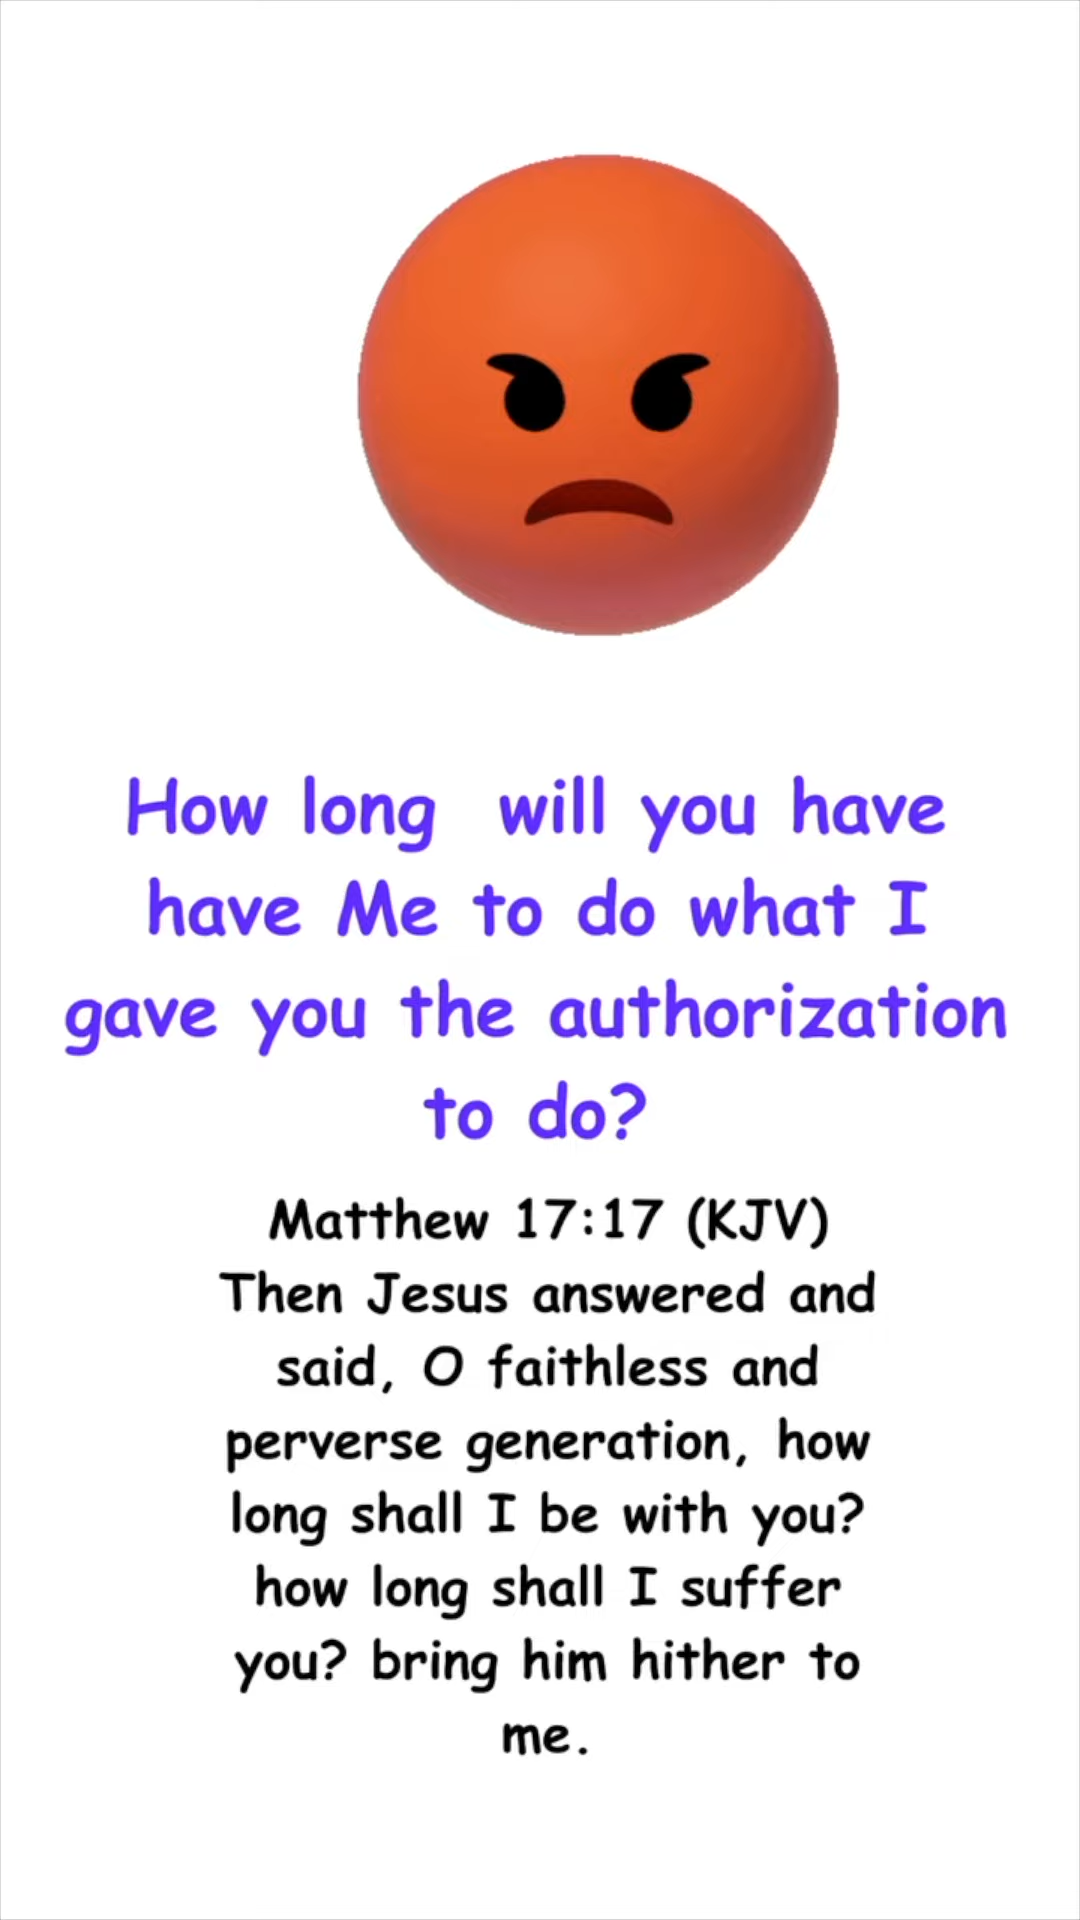 How long  will you have
have Me to do what I
gave you the authorization
to do?
Matthew 17:17 (KJV)
Then Jesus answered and
said, O faithless and
perverse generation, how
long shall I be with you?
how long shall I suffer
you? bring him hither to
me.